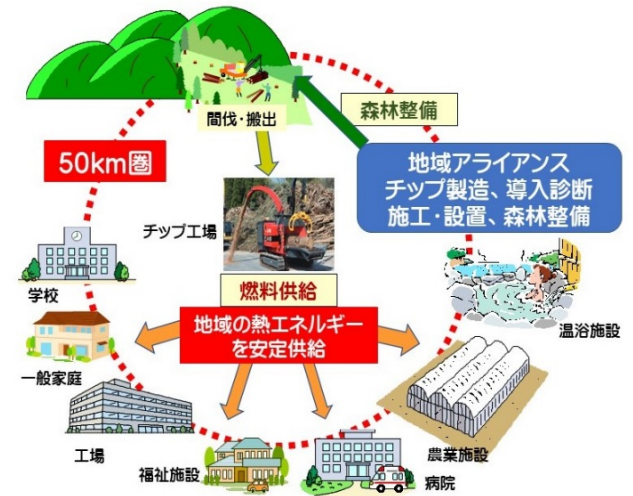 間伐・搬出
森林整備
50km圏
地域アライアンス
チップ製造、導入診断
施工・設置、森林整備
チップ工場
学校
燃料供給
地域の熱エネルギー
を安定供給
温浴施設
一般家庭
工場
福祉施設
病院
農業施設